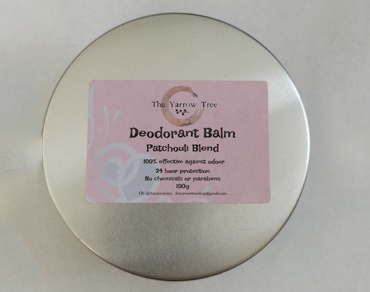 The Yarrow Tree
Deodorant Balm
Patchouli Blend
100% effective against odour
24 hour protection
No chemicals or parabens
100g